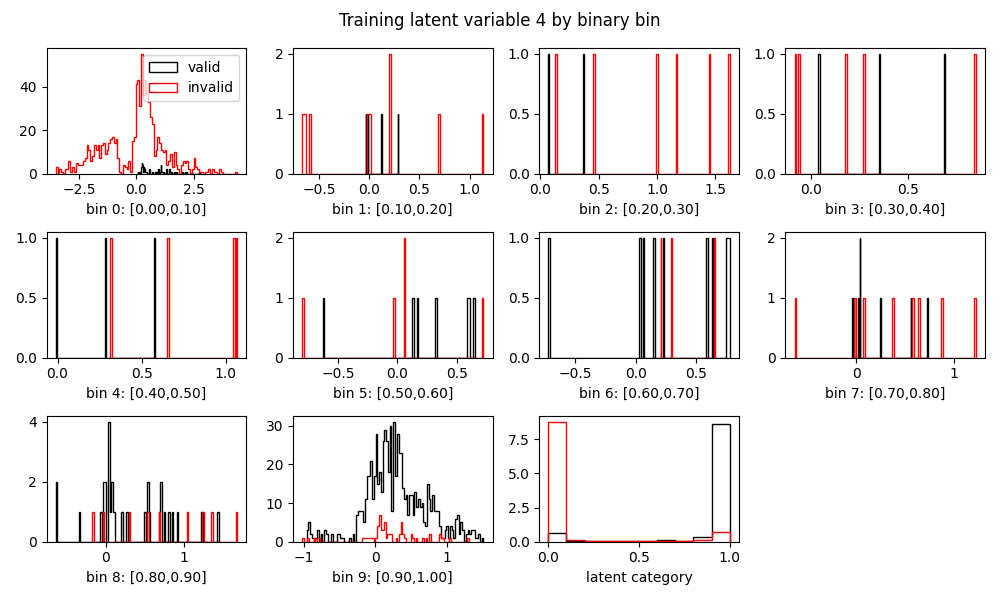 Training latent variable 4 by binary bin
valid
invalid
0 20 40
−2.5 0.0 2.5
bin 0: [0.00,0.10]
0 1 2
−0.5 0.0 0.5 1.0
bin 1: [0.10,0.20]
0.0 0.5 1.0
0.0 0.5 1.0 1.5
bin 2: [0.20,0.30]
0.0 0.5 1.0
0.0 0.5
bin 3: [0.30,0.40]
0.0 0.5 1.0
0.0 0.5 1.0
bin 4: [0.40,0.50]
0 1 2
−0.5 0.0 0.5
bin 5: [0.50,0.60]
0.0 0.5 1.0
−0.5 0.0 0.5
bin 6: [0.60,0.70]
0 1 2
0 1
bin 7: [0.70,0.80]
0 2 4
0 1
bin 8: [0.80,0.90]
0 10 20 30
−1 0 1
bin 9: [0.90,1.00]
0.0 2.5 5.0 7.5
0.0 0.5 1.0
latent category